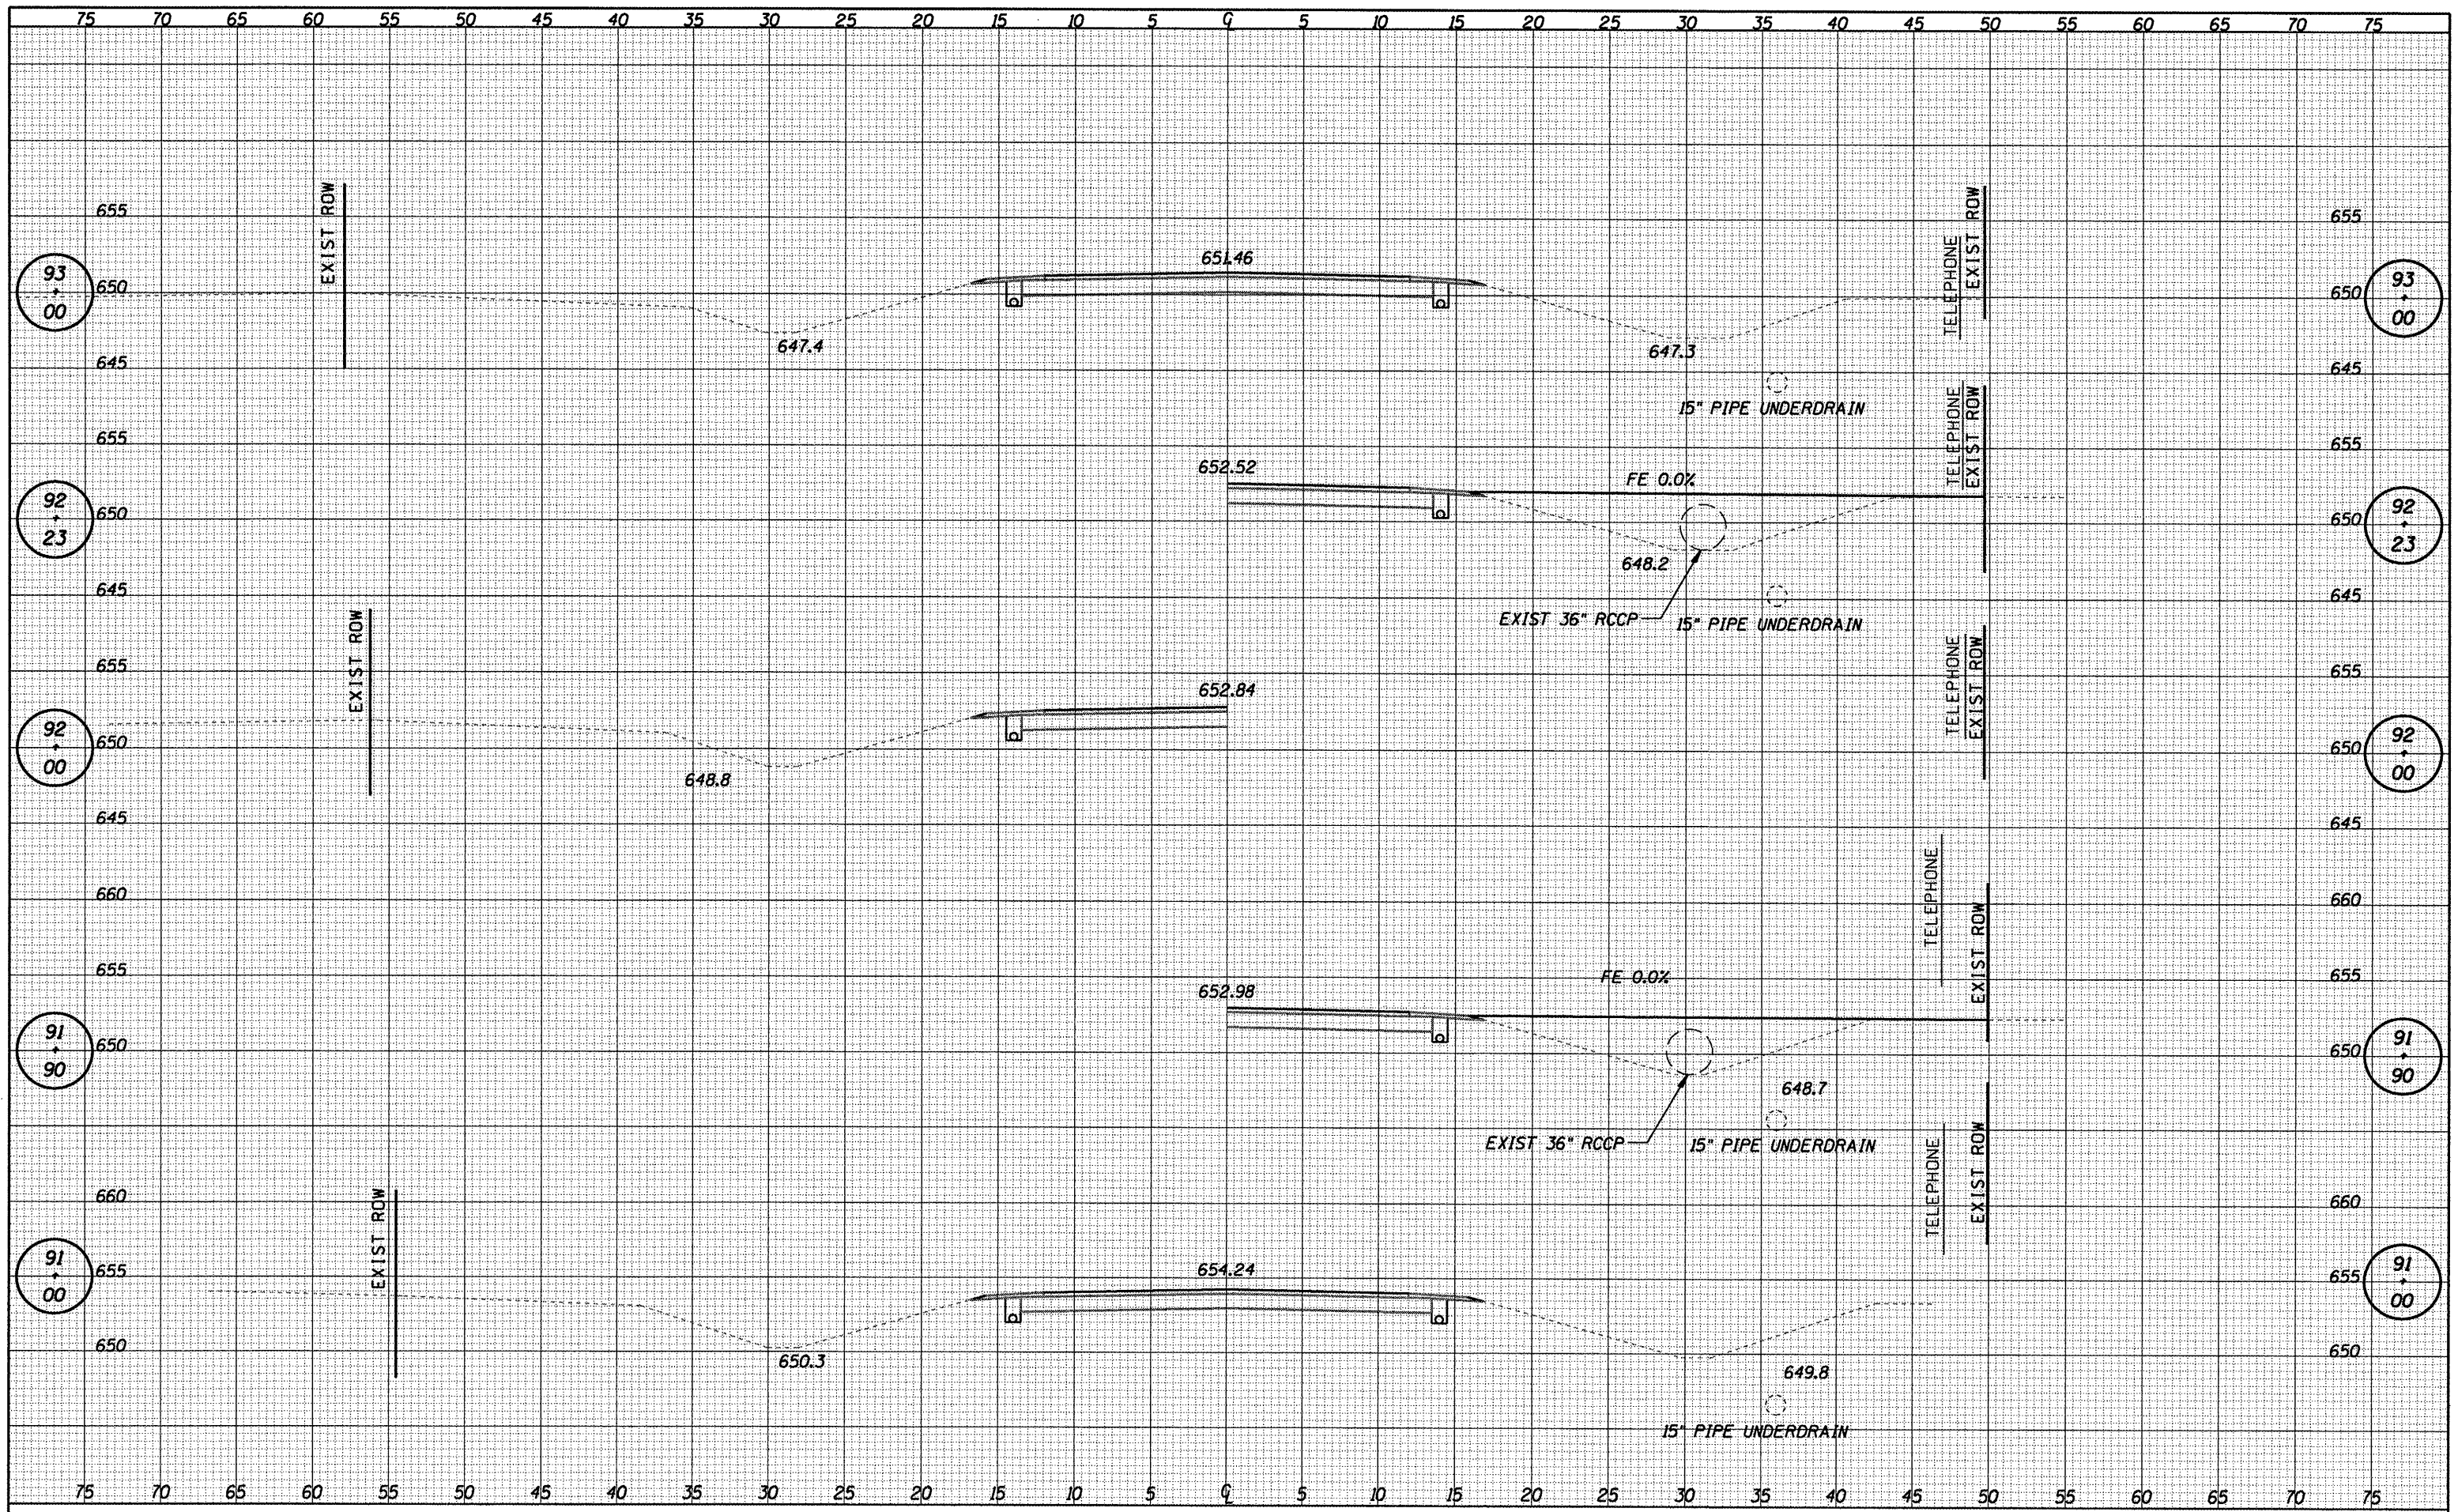 75 70 65 60 55 50 45 40 35 30 25 20 15 10 5 ℄ 5 10 15 20 25 30 35 40 45 50 55 60 65 70 75
655 EXIST ROW TELEPHONE EXIST ROW 655
651.46
93+00 650 650 93+00
647.4 647.3
645 645
15" PIPE UNDERDRAIN
TELEPHONE EXIST ROW
655 655
652.52 FE 0.0%
92+23 650 650 92+23
648.2
645 645
EXIST 36" RCCP 15" PIPE UNDERDRAIN
EXIST ROW TELEPHONE EXIST ROW
655 655
652.84
92+00 650 650 92+00
648.8
645 645
TELEPHONE EXIST ROW
660 660
655 FE 0.0% 655
652.98
91+90 650 650 91+90
648.7
EXIST 36" RCCP 15" PIPE UNDERDRAIN
TELEPHONE EXIST ROW
EXIST ROW
660 660
654.24
91+00 655 655 91+00
650 650
650.3 649.8
15" PIPE UNDERDRAIN
75 70 65 60 55 50 45 40 35 30 25 20 15 10 5 ℄ 5 10 15 20 25 30 35 40 45 50 55 60 65 70 75